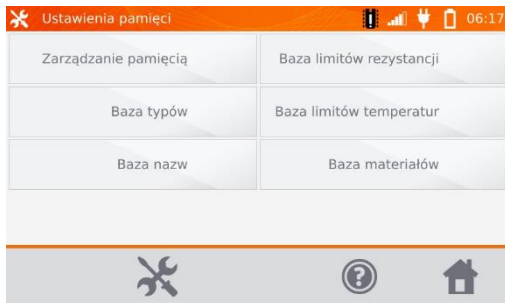 Ustawienia pamięci 06:17
Zarządzanie pamięcią Baza limitów rezystancji
Baza typów Baza limitów temperatur
Baza nazw Baza materiałów
?